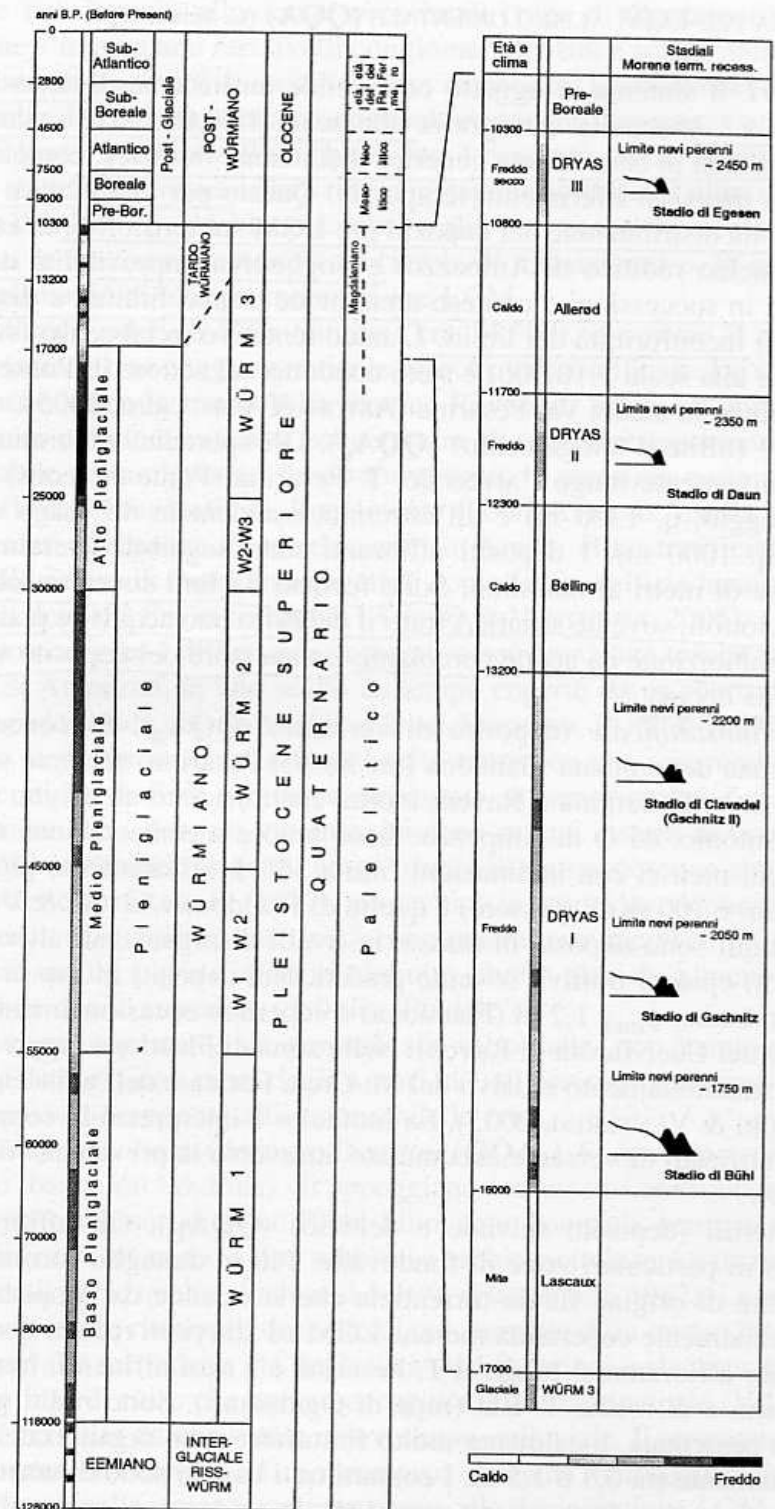 anni B.P. (Before Present)
0
2800
4600
7500
9000
10300
13200
17000
25000
30000
45000
55000
60000
70000
80000
118000
128000
Sub-
Atlantico
Sub-
Boreale
Atlantico
Boreale
Pre-Bor.
Alto Pleniglaciale
Medio Pleniglaciale
Basso Pleniglaciale
EEMIANO
Post - Glaciale
Peniglaciale
POST -
WÜRMIANO
TARDO
WÜRMIANO
WÜRMIANO
WÜRM 3
W2-W3
WÜRM 2
W1-W2
WÜRM 1
INTER-
GLACIALE
RISS-
WÜRM
OLOCENE
PLEISTOCENE SUPERIORE
QUATERNARIO
Neo-
litico
Meso-
litico
Magdaleniano
Paleolitico
Età e
clima
Stadiali
Morene term. recess.
Pre-
Boreale
10300
Freddo
DRYAS
III
Limite nevi perenni
- 2450 m
Stadio di Egesen
10800
Caldo
Allerod
11700
DRYAS
II
Limite nevi perenni
- 2350 m
Stadio di Daun
12300
Caldo
Bølling
13200
Limite nevi perenni
- 2200 m
Stadio di Clavadel
(Gschnitz II)
Freddo
DRYAS
I
Limite nevi perenni
- 2050 m
Stadio di Gschnitz
Limite nevi perenni
- 1750 m
Stadio di Bühl
16000
Mite
Lascaux
17000
Glaciale
WÜRM 3
Caldo
Freddo